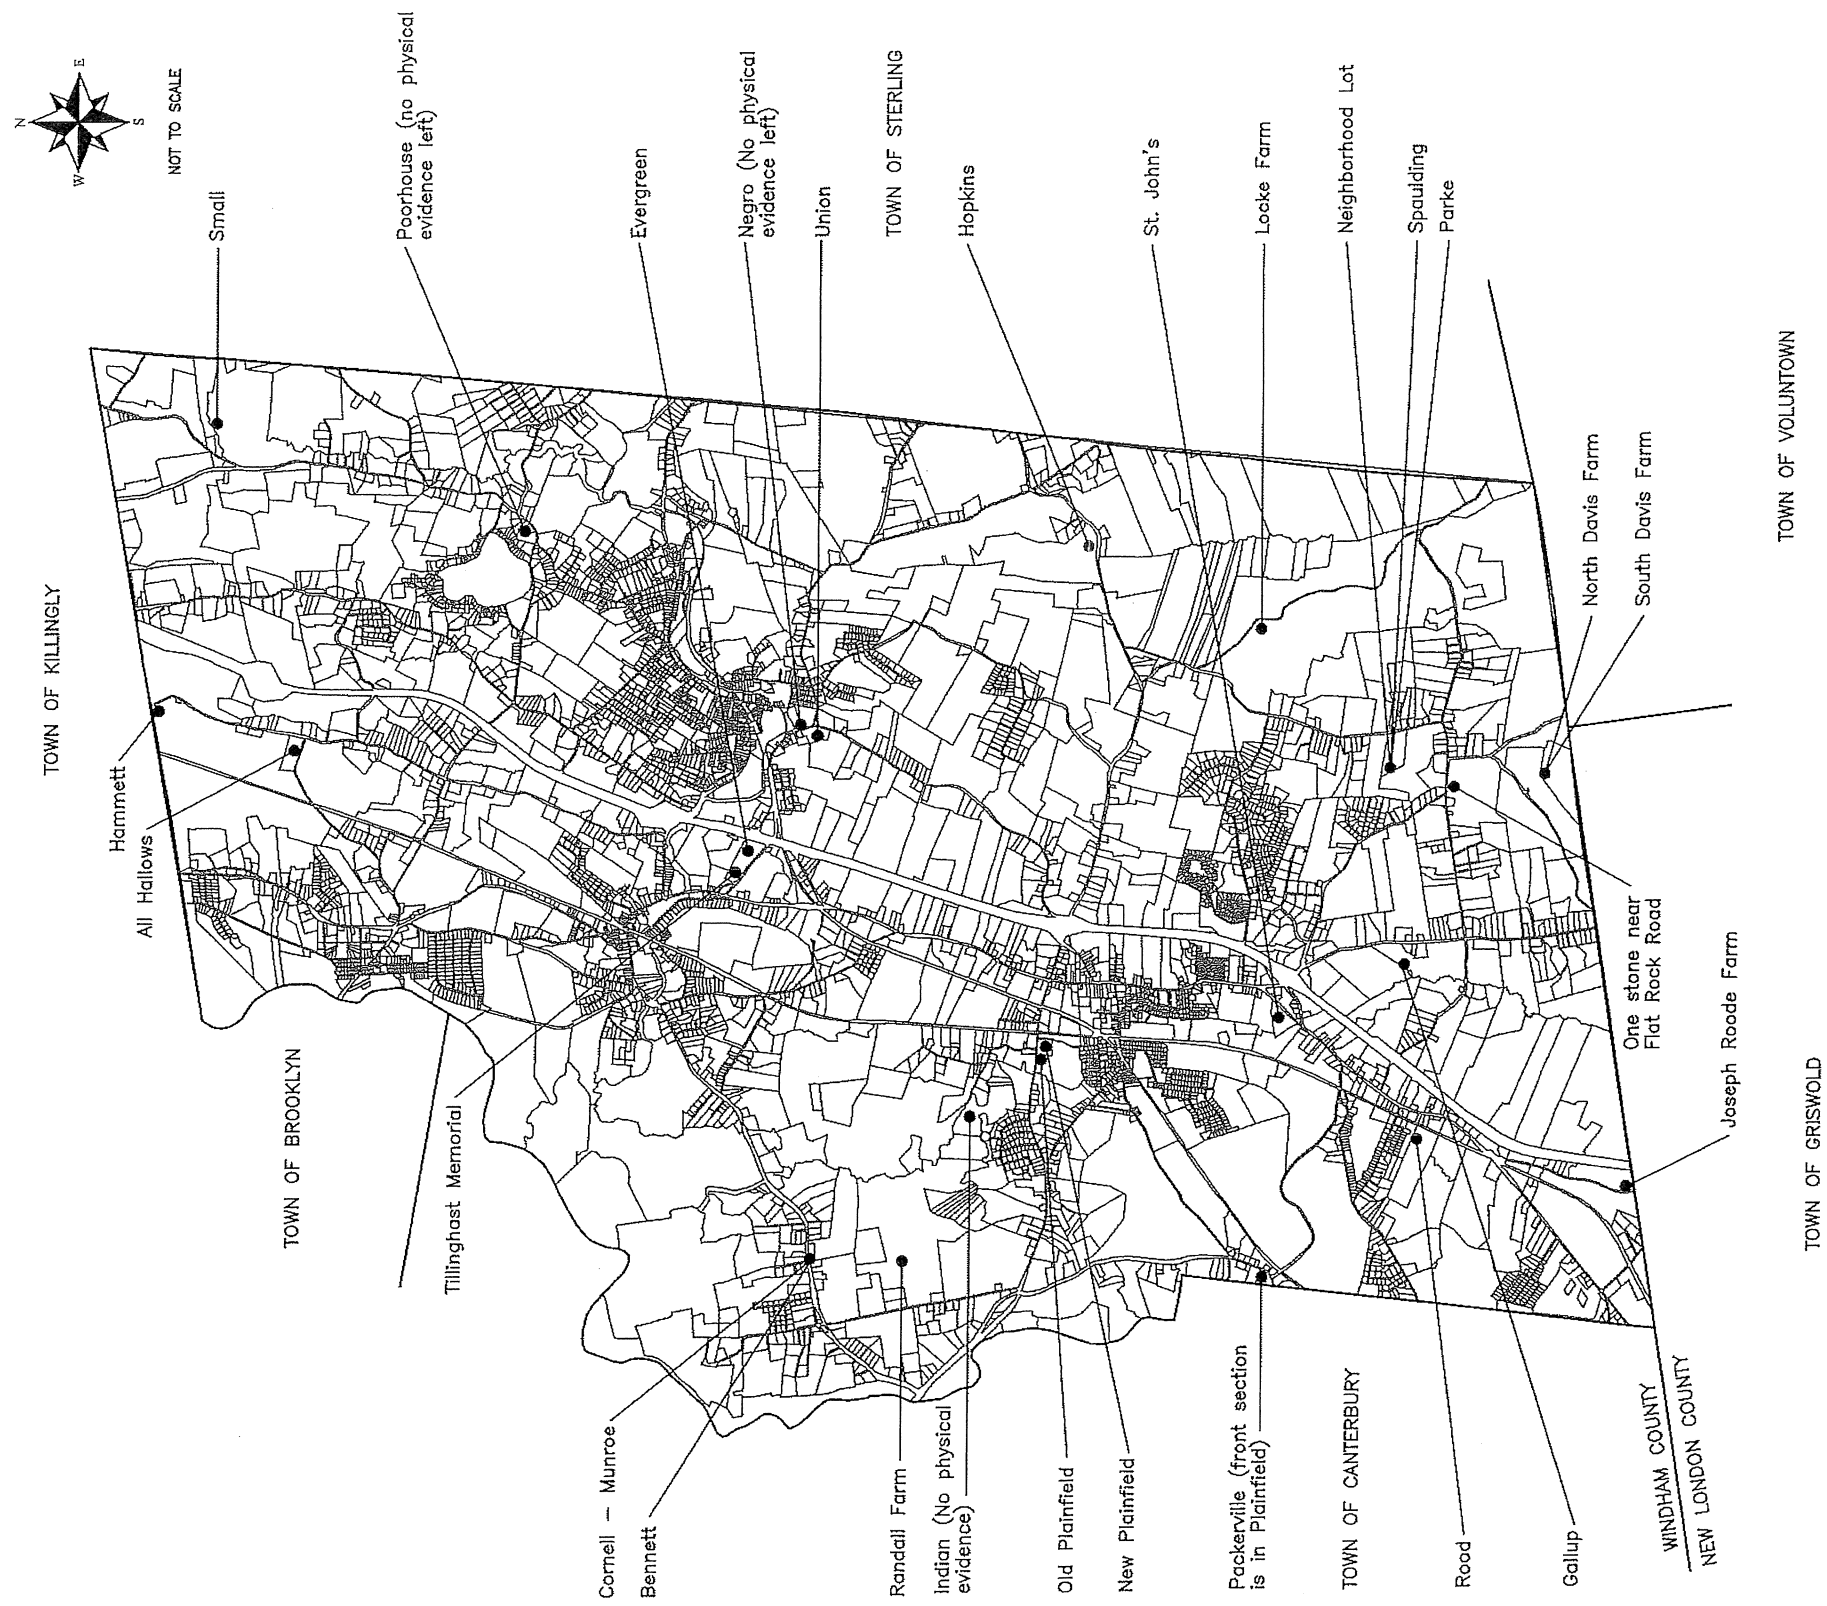 N
E
S
W
NOT TO SCALE
Small
Poorhouse (no physical
evidence left)
Evergreen
Negro (No physical
evidence left)
Union
TOWN OF STERLING
Hopkins
St. John's
Locke Farm
Neighborhood Lot
Spaulding
Parke
TOWN OF KILLINGLY
Hammett
All Hallows
TOWN OF BROOKLYN
Tillinghast Memorial
Cornell — Munroe
Bennett
Randall Farm
Indian (No physical
evidence)
Old Plainfield
New Plainfield
Packerville (front section
is in Plainfield)
TOWN OF CANTERBURY
Road
Gallup
WINDHAM COUNTY
NEW LONDON COUNTY
TOWN OF VOLUNTOWN
North Davis Farm
South Davis Farm
One stone near
Flat Rock Road
Joseph Roode Farm
TOWN OF GRISWOLD